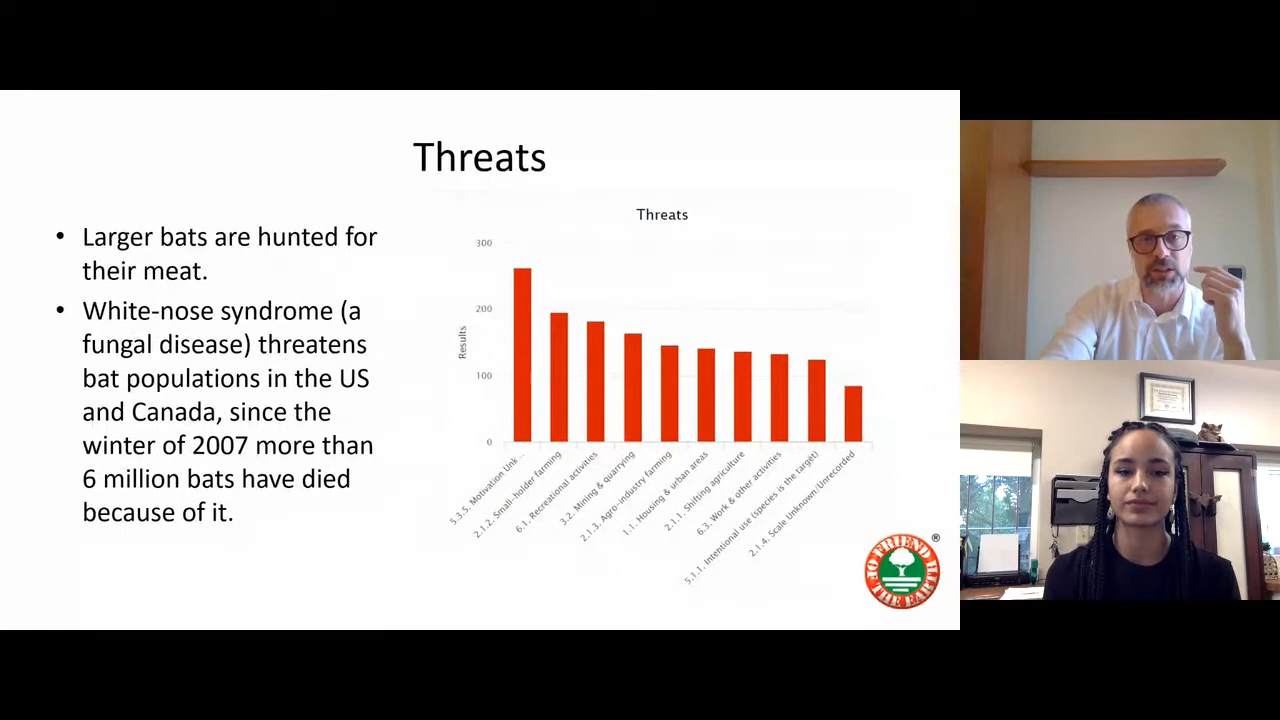 Threats
• Larger bats are hunted for
their meat.
• White-nose syndrome (a
fungal disease) threatens
bat populations in the US
and Canada, since the
winter of 2007 more than
6 million bats have died
because of it.
Threats
300
200
100
0
Results
5.3.5. Motivation Unk...
2.1.2. Small-holder farming
6.1. Recreational activities
3.2. Mining & quarrying
2.1.3. Agro-industry farming
1.1. Housing & urban areas
2.1.1. Shifting agriculture
6.3. Work & other activities
5.1.1. Intentional use (species is the target)
2.1.4. Scale Unknown/Unrecorded
FRIEND
OF THE EARTH
®